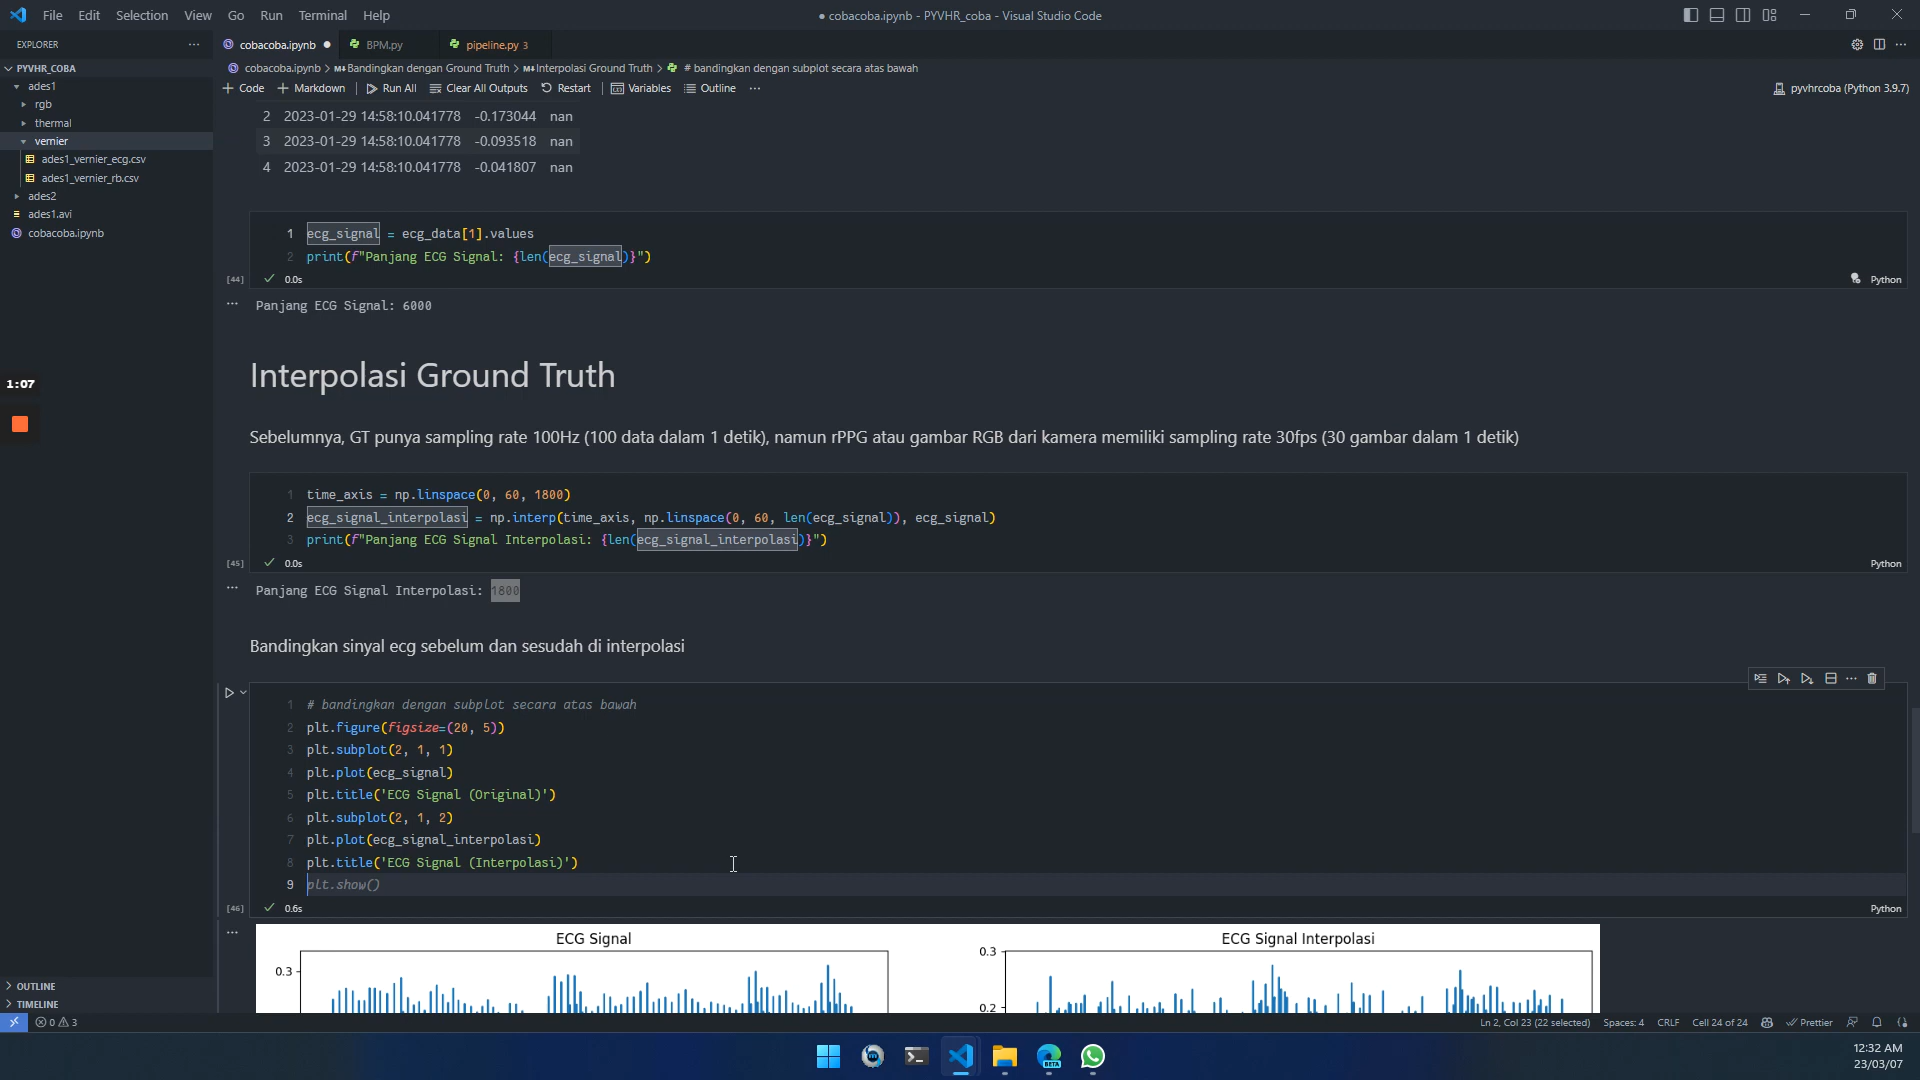 File Edit Selection View Go Run Terminal Help
● cobacoba.ipynb - PYVHR_coba - Visual Studio Code
EXPLORER
cobacoba.ipynb
BPM.py
pipeline.py 3
PYVHR_COBA
cobacoba.ipynb > M↓Bandingkan dengan Ground Truth > M↓Interpolasi Ground Truth > # bandingkan dengan subplot secara atas bawah
ades1
rgb
thermal
vernier
ades1_vernier_ecg.csv
ades1_vernier_rb.csv
ades2
ades1.avi
cobacoba.ipynb
+ Code + Markdown | Run All Clear All Outputs Restart | Variables Outline ...
pyvhrcoba (Python 3.9.7)
2 2023-01-29 14:58:10.041778 -0.173044 nan
3 2023-01-29 14:58:10.041778 -0.093518 nan
4 2023-01-29 14:58:10.041778 -0.041807 nan
1 ecg_signal = ecg_data[1].values
2 print(f"Panjang ECG Signal: {len(ecg_signal)}")
[44] 0.0s
Python
Panjang ECG Signal: 6000
Interpolasi Ground Truth
1:07
Sebelumnya, GT punya sampling rate 100Hz (100 data dalam 1 detik), namun rPPG atau gambar RGB dari kamera memiliki sampling rate 30fps (30 gambar dalam 1 detik)
1 time_axis = np.linspace(0, 60, 1800)
2 ecg_signal_interpolasi = np.interp(time_axis, np.linspace(0, 60, len(ecg_signal)), ecg_signal)
3 print(f"Panjang ECG Signal Interpolasi: {len(ecg_signal_interpolasi)}")
[45] 0.0s
Python
Panjang ECG Signal Interpolasi: 1800
Bandingkan sinyal ecg sebelum dan sesudah di interpolasi
1 # bandingkan dengan subplot secara atas bawah
2 plt.figure(figsize=(20, 5))
3 plt.subplot(2, 1, 1)
4 plt.plot(ecg_signal)
5 plt.title('ECG Signal (Original)')
6 plt.subplot(2, 1, 2)
7 plt.plot(ecg_signal_interpolasi)
8 plt.title('ECG Signal (Interpolasi)')
9 plt.show()
[46] 0.6s
Python
ECG Signal
ECG Signal Interpolasi
0.3
0.3
0.2
OUTLINE
TIMELINE
0 3
Ln 2, Col 23 (22 selected) Spaces: 4 CRLF Cell 24 of 24 Prettier
BETA
12:32 AM
23/03/07